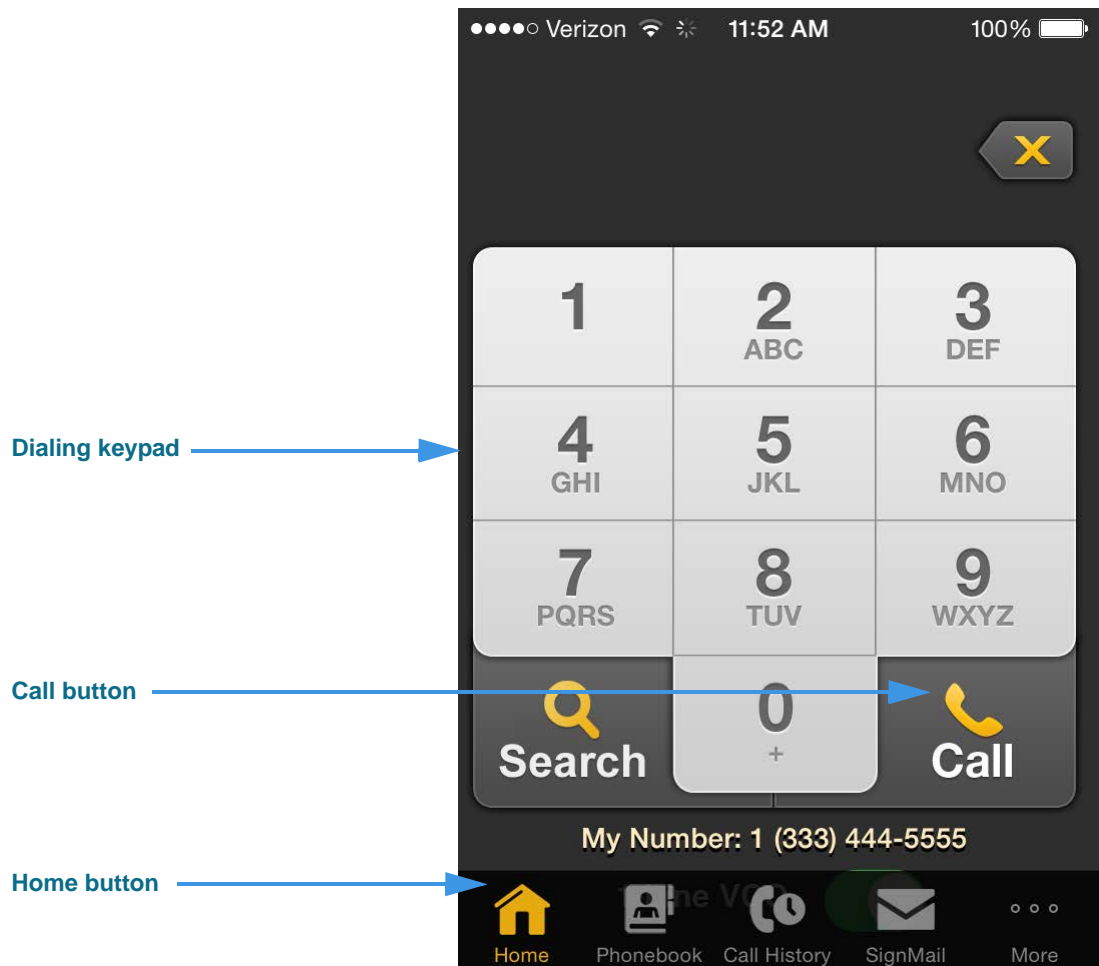 Verizon 11:52 AM 100%
1 2 3
ABC DEF
Dialing keypad
4 5 6
GHI JKL MNO
7 8 9
PQRS TUV WXYZ
Call button
0
Search + Call
My Number: 1 (333) 444-5555
Home button
Home Phonebook Call History SignMail More